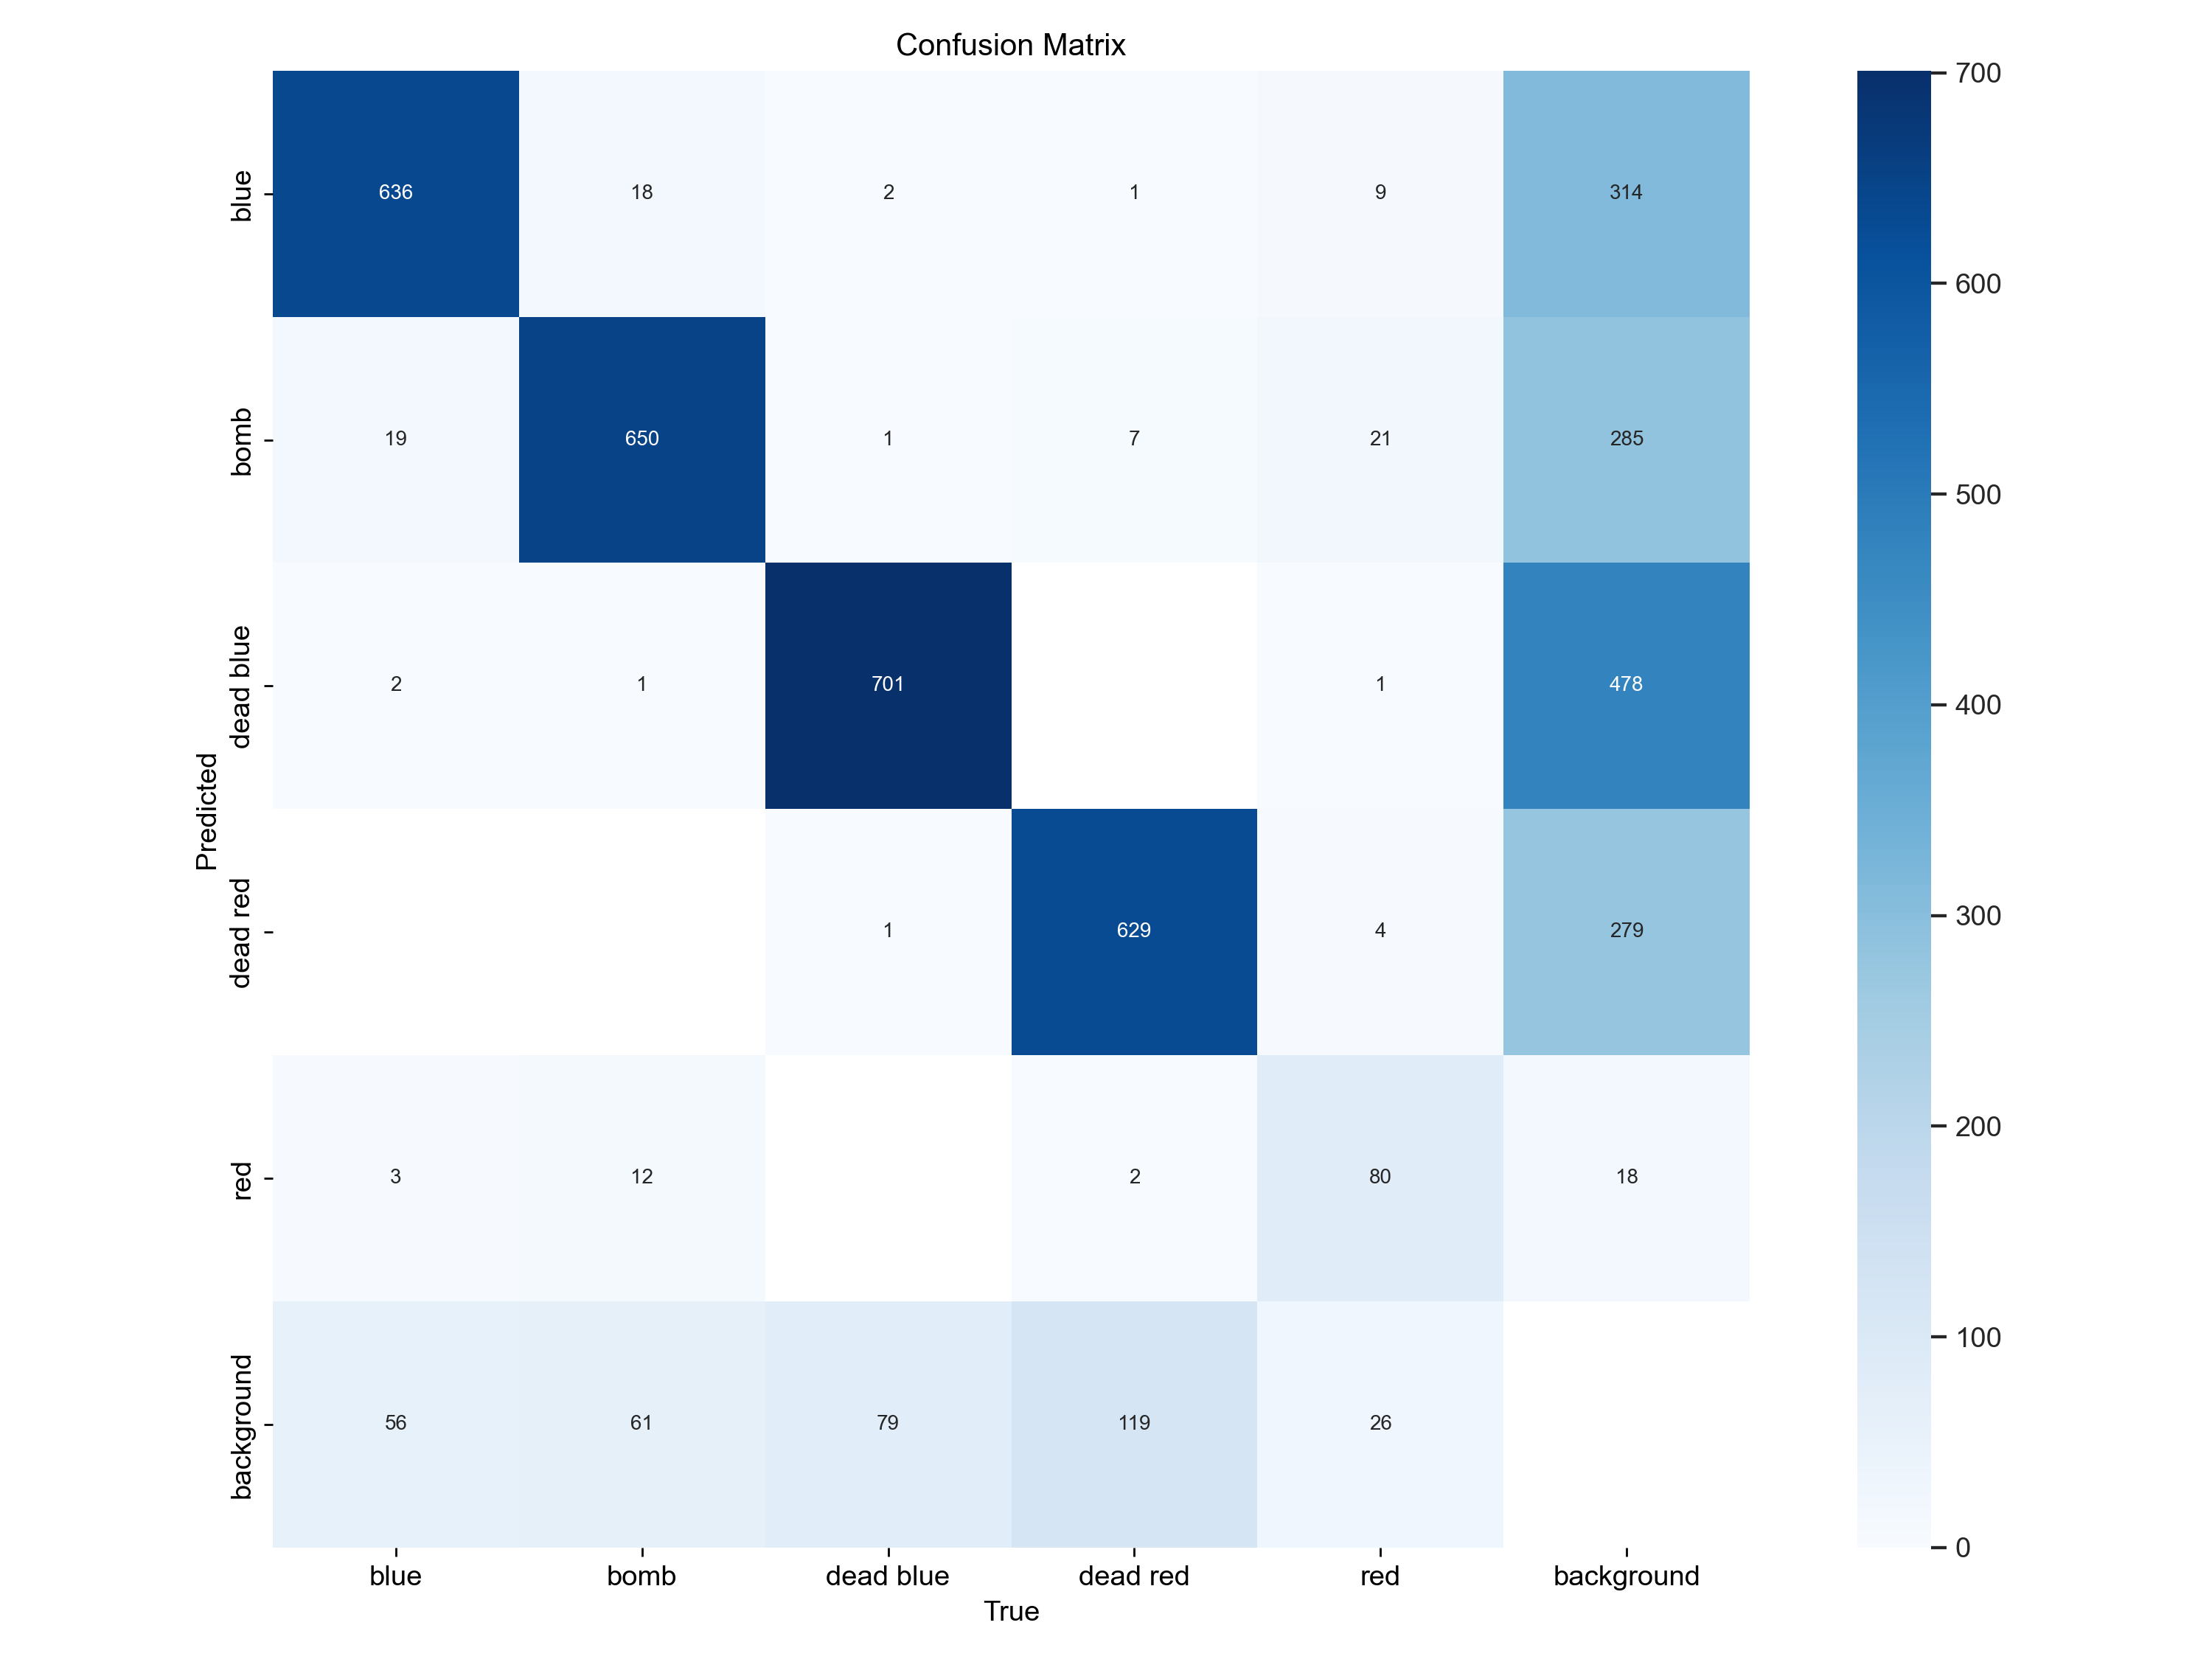 Confusion Matrix
blue 636 18 2 1 9 314
bomb 19 650 1 7 21 285
dead blue 2 1 701 1 478
dead red 1 629 4 279
red 3 12 2 80 18
background 56 61 79 119 26
blue bomb dead blue dead red red background
True
Predicted
700
600
500
400
300
200
100
0